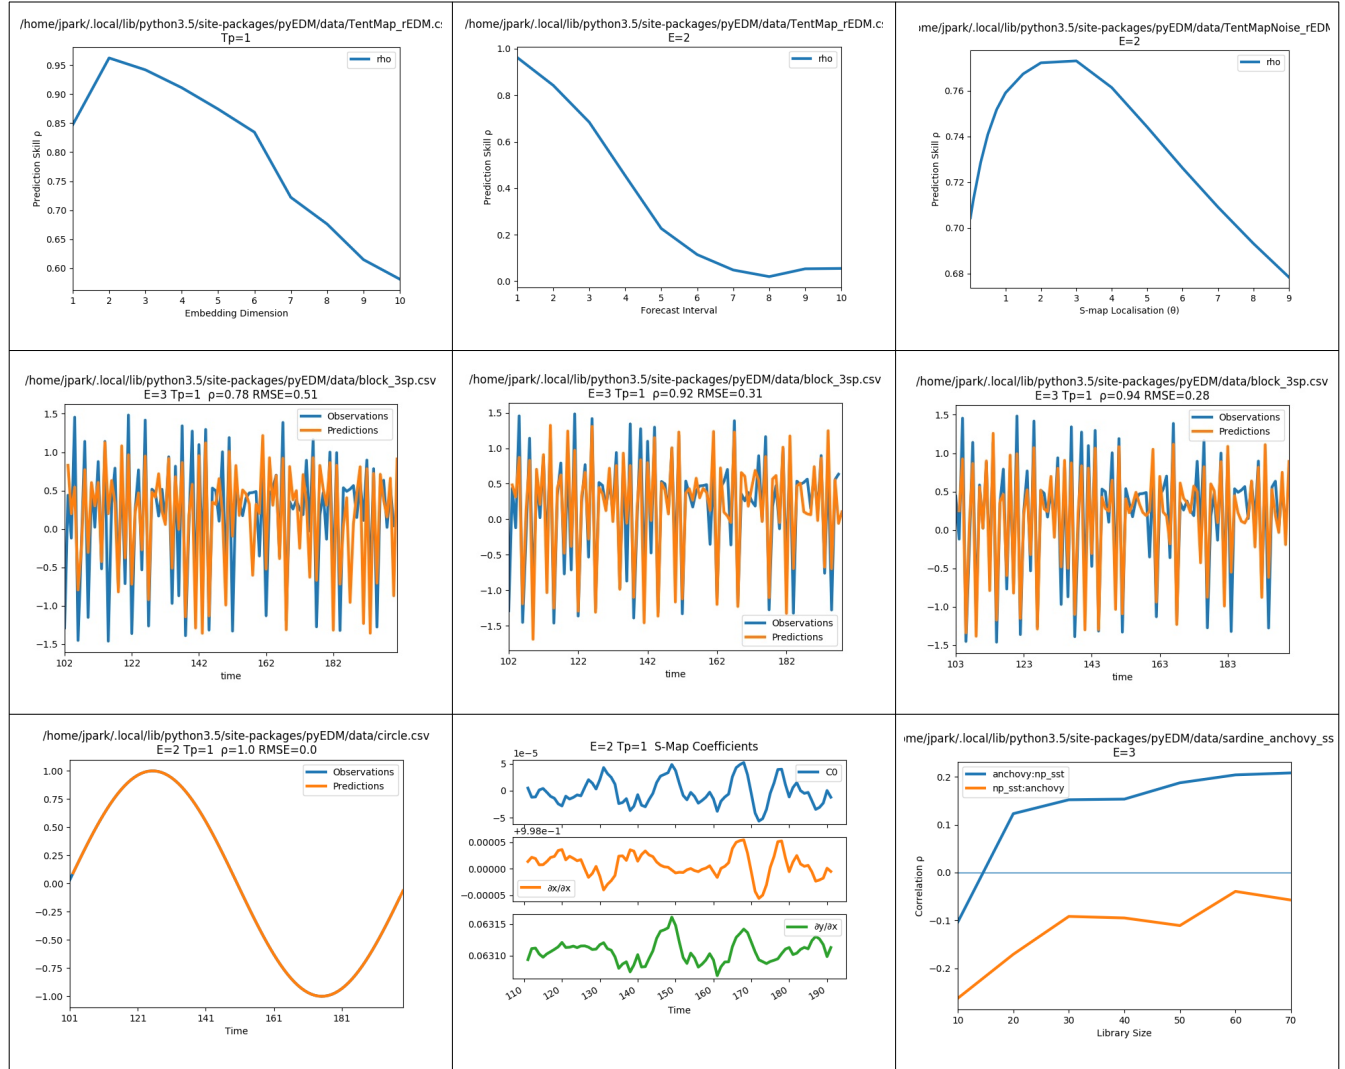 /home/jpark/.local/lib/python3.5/site-packages/pyEDM/data/TentMap_rEDM.cs
Tp=1
rho
0.95
0.90
0.85
0.80
0.75
0.70
0.65
0.60
Prediction Skill ρ
1 2 3 4 5 6 7 8 9 10
Embedding Dimension
/home/jpark/.local/lib/python3.5/site-packages/pyEDM/data/TentMap_rEDM.cs
E=2
rho
1.0
0.8
0.6
0.4
0.2
0.0
Prediction Skill ρ
1 2 3 4 5 6 7 8 9 10
Forecast Interval
ome/jpark/.local/lib/python3.5/site-packages/pyEDM/data/TentMapNoise_rEDM
E=2
rho
0.76
0.74
0.72
0.70
0.68
Prediction Skill ρ
1 2 3 4 5 6 7 8 9
S-map Localisation (θ)
/home/jpark/.local/lib/python3.5/site-packages/pyEDM/data/block_3sp.csv
E=3 Tp=1 ρ=0.78 RMSE=0.51
Observations
Predictions
1.5
1.0
0.5
0.0
−0.5
−1.0
−1.5
102 122 142 162 182
time
/home/jpark/.local/lib/python3.5/site-packages/pyEDM/data/block_3sp.csv
E=3 Tp=1 ρ=0.92 RMSE=0.31
1.5
1.0
0.5
0.0
−0.5
−1.0
−1.5
Observations
Predictions
102 122 142 162 182
time
/home/jpark/.local/lib/python3.5/site-packages/pyEDM/data/block_3sp.csv
E=3 Tp=1 ρ=0.94 RMSE=0.28
Observations
Predictions
1.5
1.0
0.5
0.0
−0.5
−1.0
−1.5
103 123 143 163 183
time
/home/jpark/.local/lib/python3.5/site-packages/pyEDM/data/circle.csv
E=2 Tp=1 ρ=1.0 RMSE=0.0
Observations
Predictions
1.00
0.75
0.50
0.25
0.00
−0.25
−0.50
−0.75
−1.00
101 121 141 161 181
Time
E=2 Tp=1 S-Map Coefficients
1e−5
5
0
−5
C0
+9.98e−1
0.00005
0.00000
−0.00005
∂x/∂x
0.06315
0.06310
∂y/∂x
110 120 130 140 150 160 170 180 190
Time
ome/jpark/.local/lib/python3.5/site-packages/pyEDM/data/sardine_anchovy_ss
E=3
anchovy:np_sst
np_sst:anchovy
0.2
0.1
0.0
−0.1
−0.2
Correlation ρ
10 20 30 40 50 60 70
Library Size